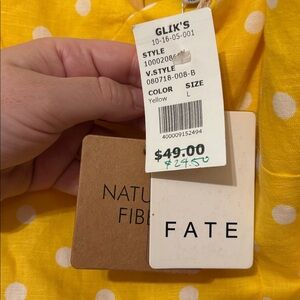 GLIK'S
10-16-05-001
STYLE
V.STYLE
080718-008-B
COLOR SIZE
Yellow L
400009152494
$49.00
$24.50
NATU
FIBE
FATE